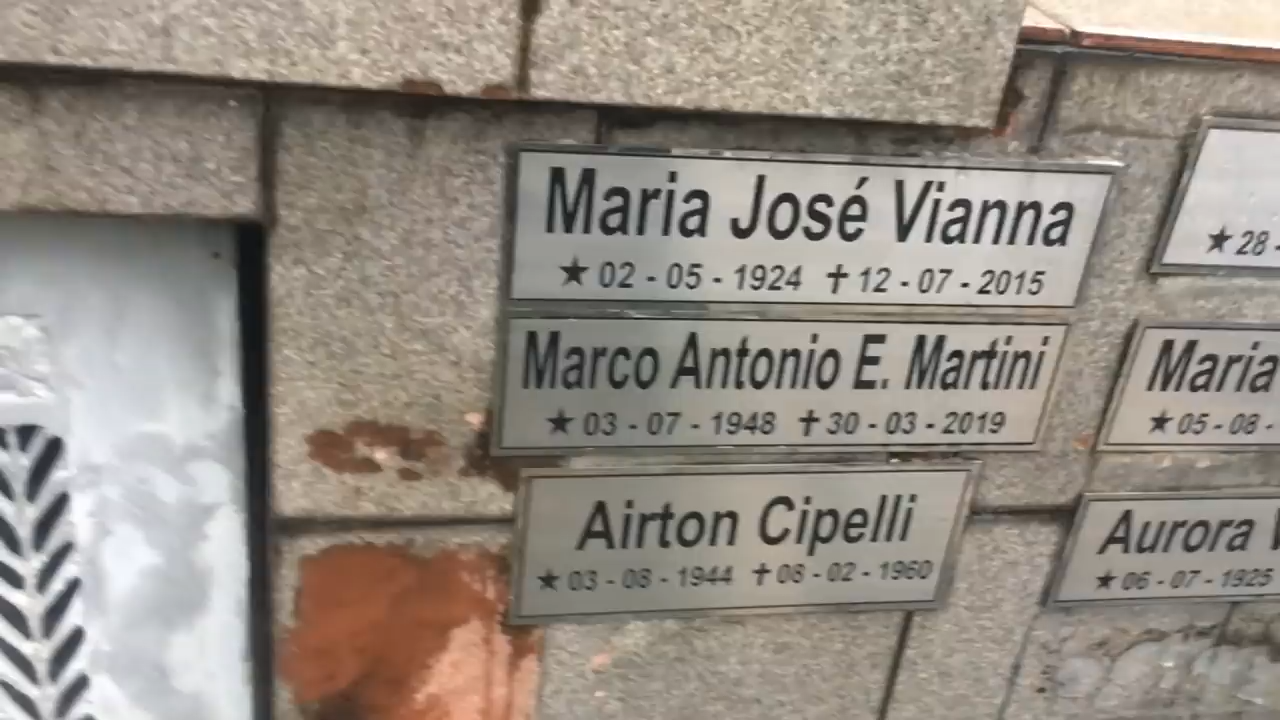 Maria José Vianna
★ 02 - 05 - 1924 ✝ 12 - 07 - 2015
Marco Antonio E. Martini
★ 03 - 07 - 1948 ✝ 30 - 03 - 2019
Airton Cipelli
★ 03 - 08 - 1944 ✝ 08 - 02 - 1960
★ 28 -
Maria
★ 05 - 08 -
Aurora
★ 06 - 07 - 1925